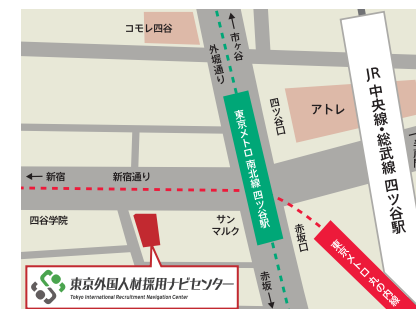 コモレ四谷
外堀通り
市ヶ谷
四ツ谷口
アトレ
JR 中央線・総武線 四ツ谷駅
東京メトロ 南北線 四ツ谷駅
新宿
新宿通り
四谷学院
サン
マルク
赤坂口
東京メトロ 丸の内線
赤坂
東京外国人材採用ナビセンター
Tokyo International Recruitment Navigation Center